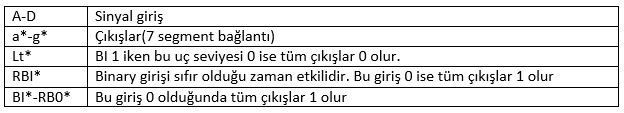 A-D Sinyal giriş
a*-g* Çıkışlar(7 segment bağlantı)
Lt* BI 1 iken bu uç seviyesi 0 ise tüm çıkışlar 0 olur.
RBI* Binary girişi sıfır olduğu zaman etkilidir. Bu giriş 0 ise tüm çıkışlar 1 olur
BI*-RB0* Bu giriş 0 olduğunda tüm çıkışlar 1 olur